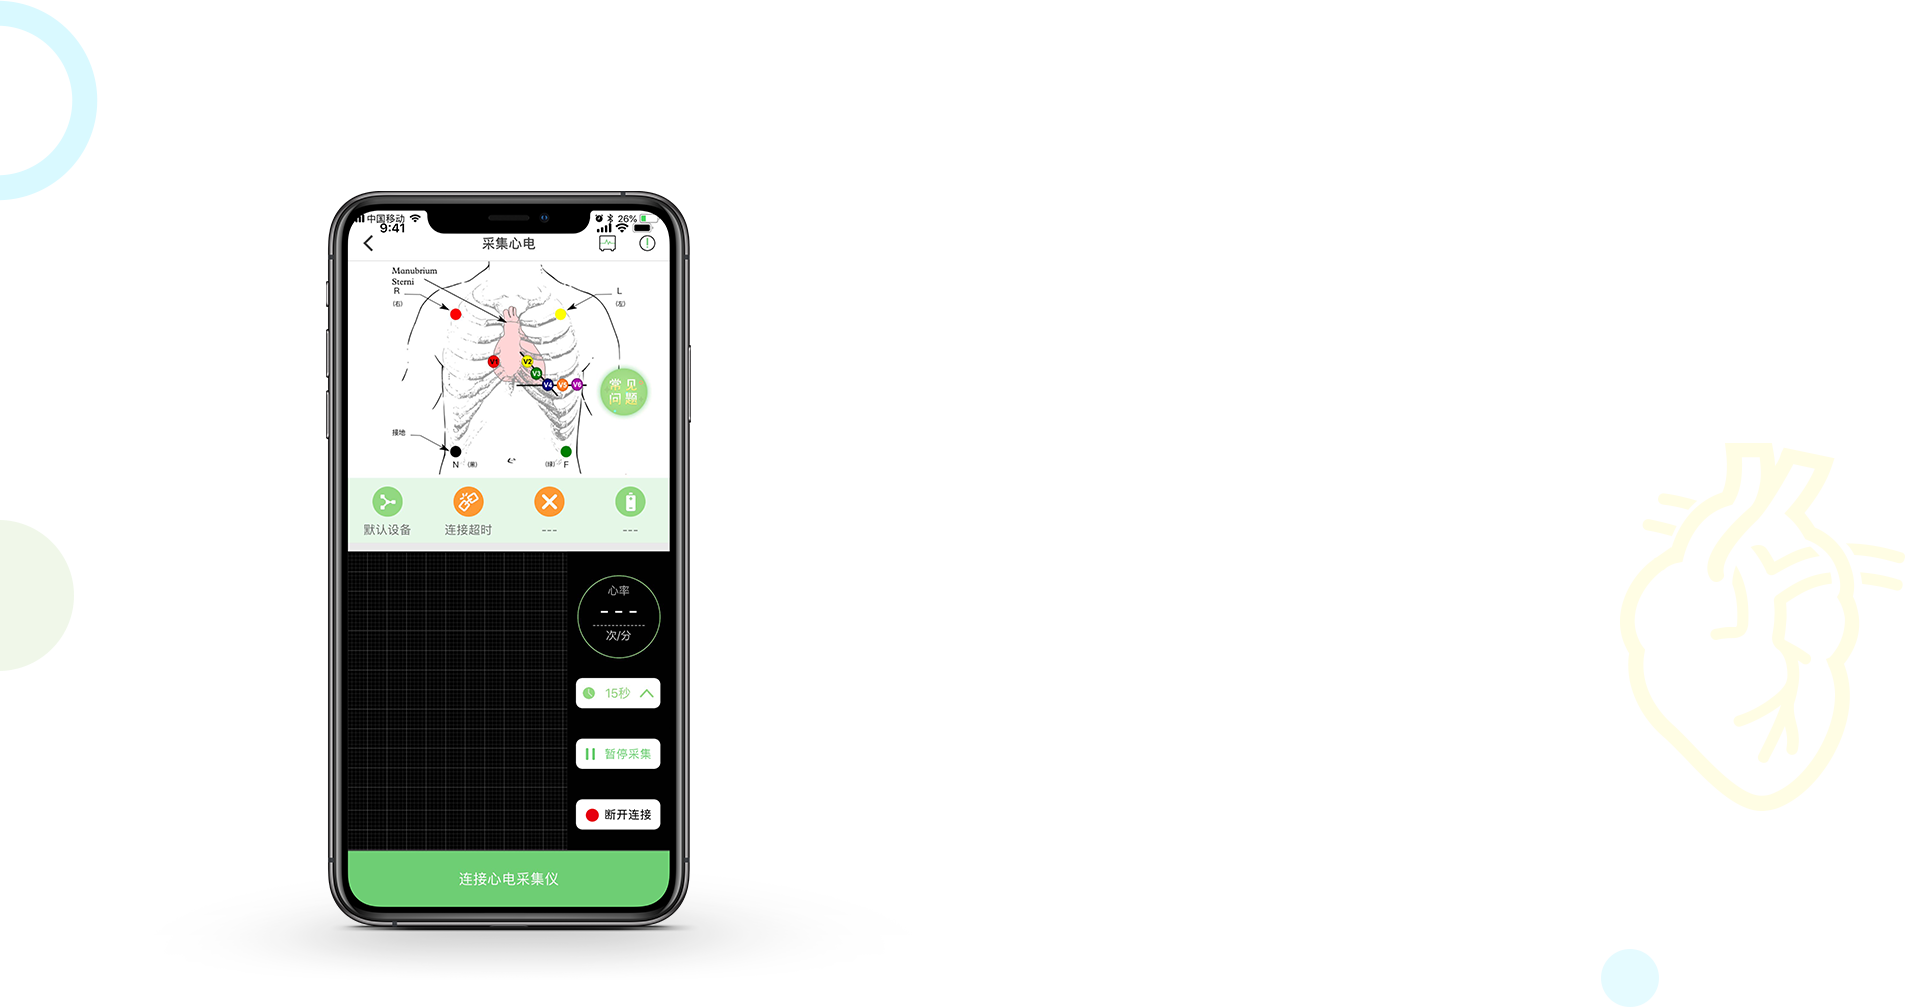 中国移动
26%
9:41
采集心电
Manubrium
Sterni
R
L
(右)
(左)
V1
V2
V3
V4
V5
V6
常见
问题
接地
N
(黑)
(绿)
F
默认设备
连接超时
---
---
心率
---
次/分
15秒
暂停采集
断开连接
连接心电采集仪